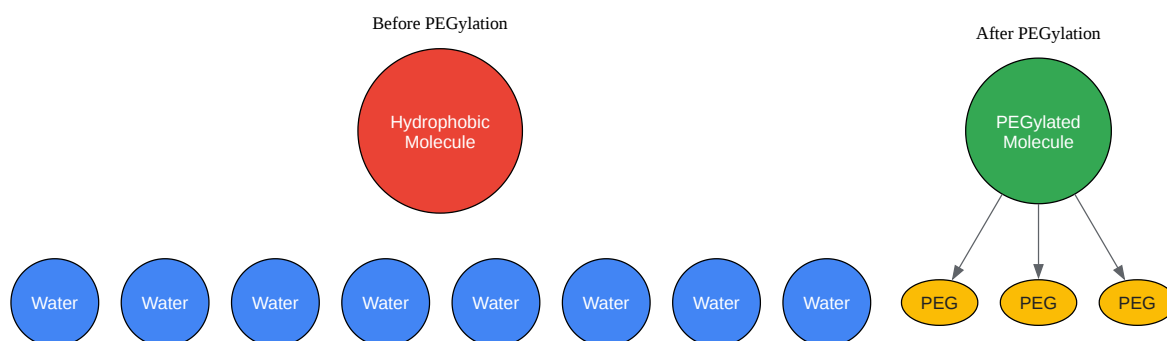 Before PEGylation
After PEGylation
Hydrophobic
Molecule
PEGylated
Molecule
Water Water Water Water Water Water Water Water PEG PEG PEG